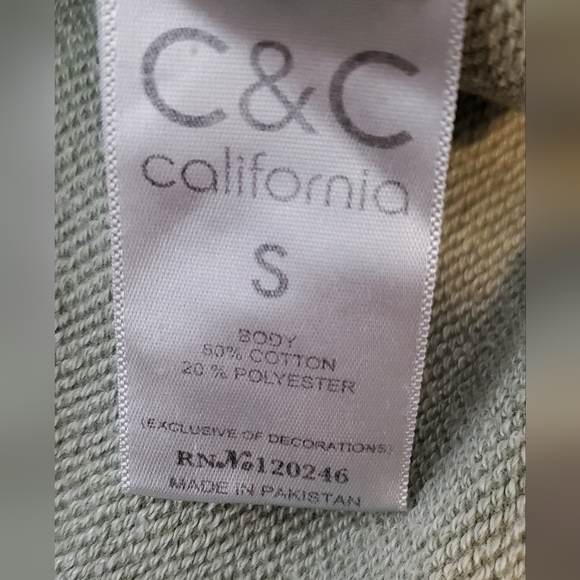 C&C
california
S
BODY
80% COTTON
20 % POLYESTER
(EXCLUSIVE OF DECORATIONS)
RN.No120246
MADE IN PAKISTAN